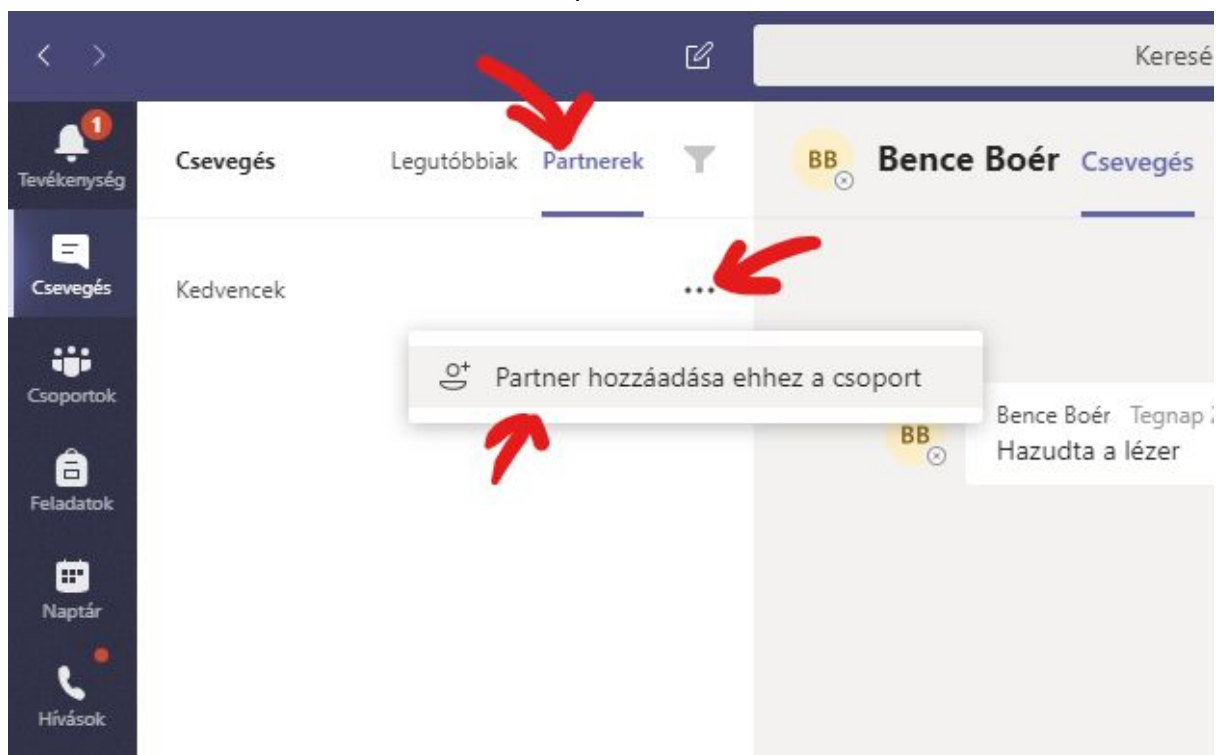 Keresé
1
Tevékenység
Csevegés
Legutóbbiak
Partnerek
BB
Bence Boér
Csevegés
Csevegés
Kedvencek
Partner hozzáadása ehhez a csoport
Csoportok
BB
Bence Boér Tegnap
Hazudta a lézer
Feladatok
Naptár
Hívások